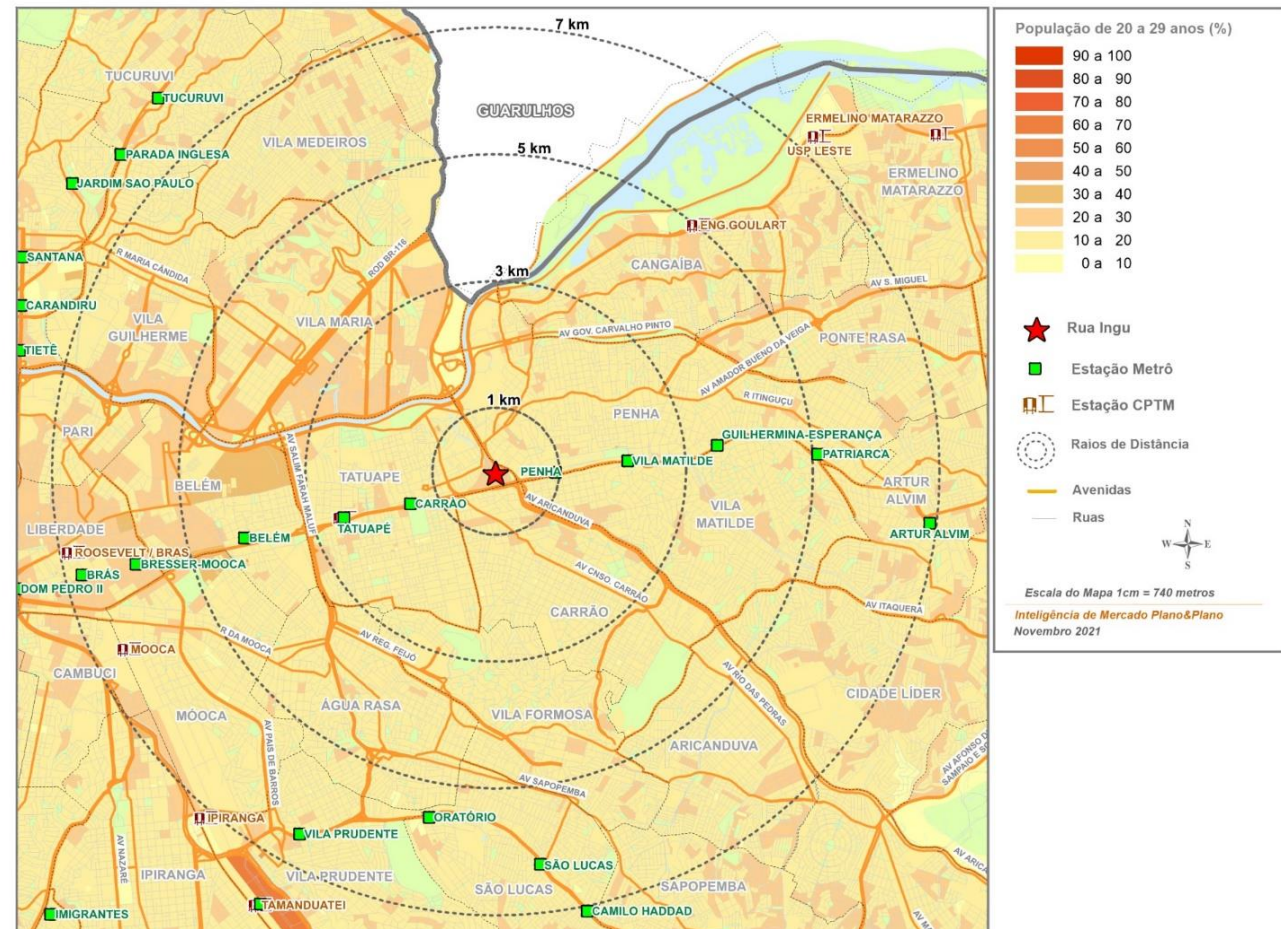 7 km
TUCURUVI
TUCURUVI
GUARULHOS
ERMELINO MATARAZZO
USP LESTE
VILA MEDEIROS
PARADA INGLESA
5 km
ERMELINO
MATARAZZO
JARDIM SAO PAULO
ENG.GOULART
SANTANA
R MARIA CÂNDIDA
ROD BR-116
3 km
CANGAÍBA
AV S. MIGUEL
CARANDIRU
VILA
GUILHERME
VILA MARIA
AV GOV. CARVALHO PINTO
AV AMADOR BUENO DA VEIGA
PONTE RASA
TIETÊ
1 km
R ITINGUÇU
PENHA
PARI
AV SALIM FARAH MALUF
GUILHERMINA-ESPERANÇA
PATRIARCA
VILA MATILDE
PENHA
TATUAPE
BELÉM
ARTUR
ALVIM
CARRÃO
AV ARICANDUVA
VILA
MATILDE
TATUAPÉ
LIBERDADE
BELÉM
ARTUR ALVIM
ROOSEVELT / BRAS
BRESSER-MOOCA
BRÁS
DOM PEDRO II
AV CNSO. CARRÃO
CARRÃO
AV ITAQUERA
R DA MOOCA
AV REG. FEIJÓ
MOOCA
CAMBUCI
AV RIO DAS PEDRAS
CIDADE LÍDER
MÓOCA
ÁGUA RASA
VILA FORMOSA
AV PAIS DE BARROS
ARICANDUVA
AV AFONSO D
SAMPAIO E SO
AV SAPOPEMBA
IPIRANGA
ORATÓRIO
VILA PRUDENTE
AV NAZARÉ
SÃO LUCAS
AV ARIC
IPIRANGA
VILA PRUDENTE
SÃO LUCAS
SAPOPEMBA
TAMANDUATEI
IMIGRANTES
CAMILO HADDAD
População de 20 a 29 anos (%)
90 a 100
80 a 90
70 a 80
60 a 70
50 a 60
40 a 50
30 a 40
20 a 30
10 a 20
0 a 10
Rua Ingu
Estação Metrô
Estação CPTM
Raios de Distância
Avenidas
Ruas
N
W E
S
Escala do Mapa 1cm = 740 metros
Inteligência de Mercado Plano&Plano
Novembro 2021